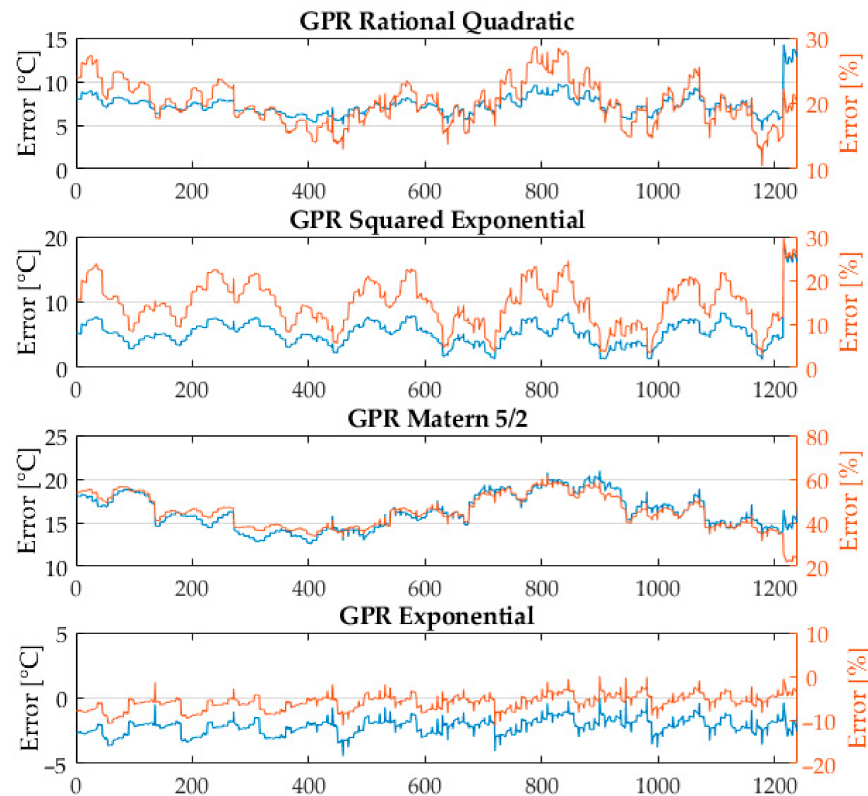 GPR Rational Quadratic
Error [°C]
15
10
5
0
30
20
10
Error [%]
0 200 400 600 800 1000 1200
GPR Squared Exponential
Error [°C]
20
10
0
30
20
10
0
Error [%]
0 200 400 600 800 1000 1200
GPR Matern 5/2
Error [°C]
25
20
15
10
80
60
40
20
Error [%]
0 200 400 600 800 1000 1200
GPR Exponential
Error [°C]
5
0
–5
10
0
–10
–20
Error [%]
0 200 400 600 800 1000 1200